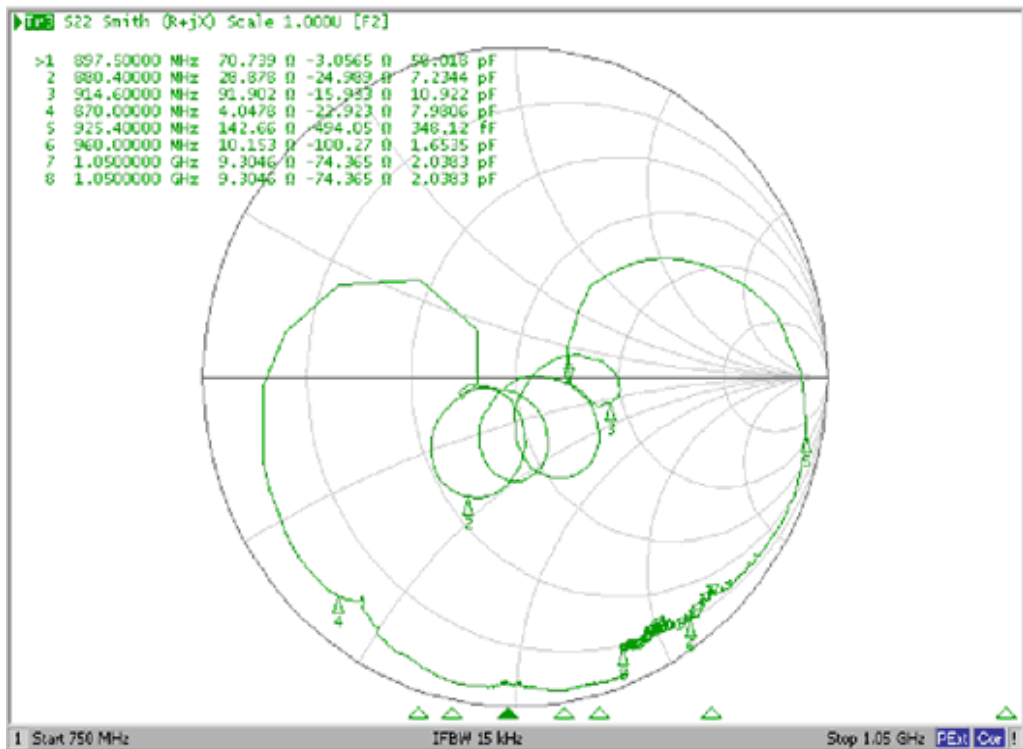 Tr3 S22 Smith (R+jX) Scale 1.000U [F2]
>1 897.50000 MHz 70.739 Ω -3.0565 Ω 58.018 pF
2 880.40000 MHz 28.878 Ω -24.989 Ω 7.2344 pF
3 914.60000 MHz 91.902 Ω -15.933 Ω 10.922 pF
4 870.00000 MHz 4.0478 Ω -22.923 Ω 7.9806 pF
5 925.40000 MHz 142.66 Ω -494.05 Ω 348.12 fF
6 960.00000 MHz 10.153 Ω -100.27 Ω 1.6535 pF
7 1.0500000 GHz 9.3046 Ω -74.365 Ω 2.0383 pF
8 1.0500000 GHz 9.3046 Ω -74.365 Ω 2.0383 pF
3
2
4
1 Start 750 MHz IFBW 15 kHz Stop 1.05 GHz PExt Cor !